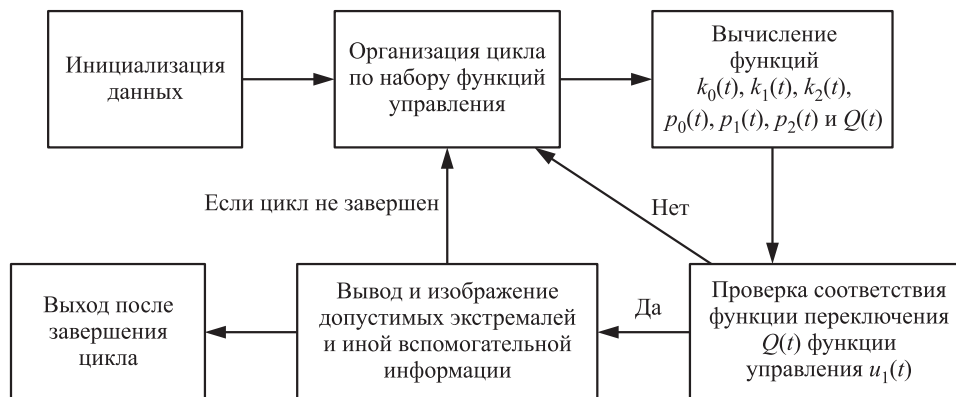 Инициализация
данных
Организация цикла
по набору функций
управления
Вычисление
функций
k₀(t), k₁(t), k₂(t),
p₀(t), p₁(t), p₂(t) и Q(t)
Если цикл не завершен
Нет
Выход после
завершения
цикла
Вывод и изображение
допустимых экстремалей
и иной вспомогательной
информации
Да
Проверка соответствия
функции переключения
Q(t) функции
управления u₁(t)